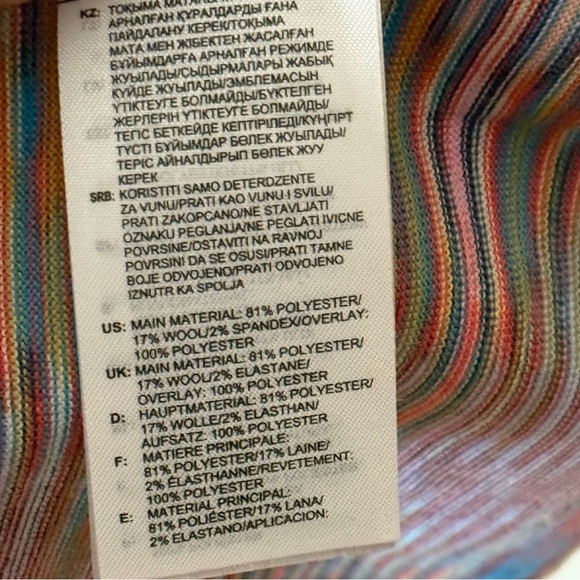 KZ: ТОҚЫМА
АРНАЛҒАН ҚҰРАЛДАРДЫ ҒАНА
ПАЙДАЛАНУ КЕРЕК/ТОҚЫМА
МАТА МЕН ЖІБЕКТЕН ЖАСАЛҒАН
БҰЙЫМДАРҒА АРНАЛҒАН РЕЖИМДЕ
ЖУЫЛАДЫ/СЫДЫРМАЛАРЫ ЖАБЫҚ
КҮЙДЕ ЖУЫЛАДЫ/ЭМБЛЕМАСЫН
ҮТІКТЕУГЕ БОЛМАЙДЫ/БҮКТЕЛГЕН
ЖЕРЛЕРІН ҮТІКТЕУГЕ БОЛМАЙДЫ/
ТЕГІС БЕТКЕЙДЕ КЕПТІРІЛЕДІ/КҮҢГІРТ
ТҮСТІ БҰЙЫМДАР БӨЛЕК ЖУЫЛАДЫ/
ТЕРІС АЙНАЛДЫРЫП БӨЛЕК ЖУУ
КЕРЕК
SRB: KORISTITI SAMO DETERDZENTE
ZA VUNU/PRATI KAO VUNU I SVILU/
PRATI ZAKOPCANO/NE STAVLJATI
OZNAKU PEGLANJA/NE PEGLATI IVICNE
POVRSINE/OSTAVITI NA RAVNOJ
POVRSINI DA SE OSUSI/PRATI TAMNE
BOJE ODVOJENO/PRATI ODVOJENO
IZNUTR KA SPOLJA
US: MAIN MATERIAL: 81% POLYESTER/
17% WOOL/2% SPANDEX/OVERLAY:
100% POLYESTER
UK: MAIN MATERIAL: 81% POLYESTER/
17% WOOL/2% ELASTANE/
OVERLAY: 100% POLYESTER
D: HAUPTMATERIAL: 81% POLYESTER/
17% WOLLE/2% ELASTHAN/
AUFSATZ: 100% POLYESTER
F: MATIERE PRINCIPALE:
81% POLYESTER/17% LAINE/
2% ÉLASTHANNE/REVETEMENT:
100% POLYESTER
E: MATERIAL PRINCIPAL:
81% POLIÉSTER/17% LANA/
2% ELASTANO/APLICACION: